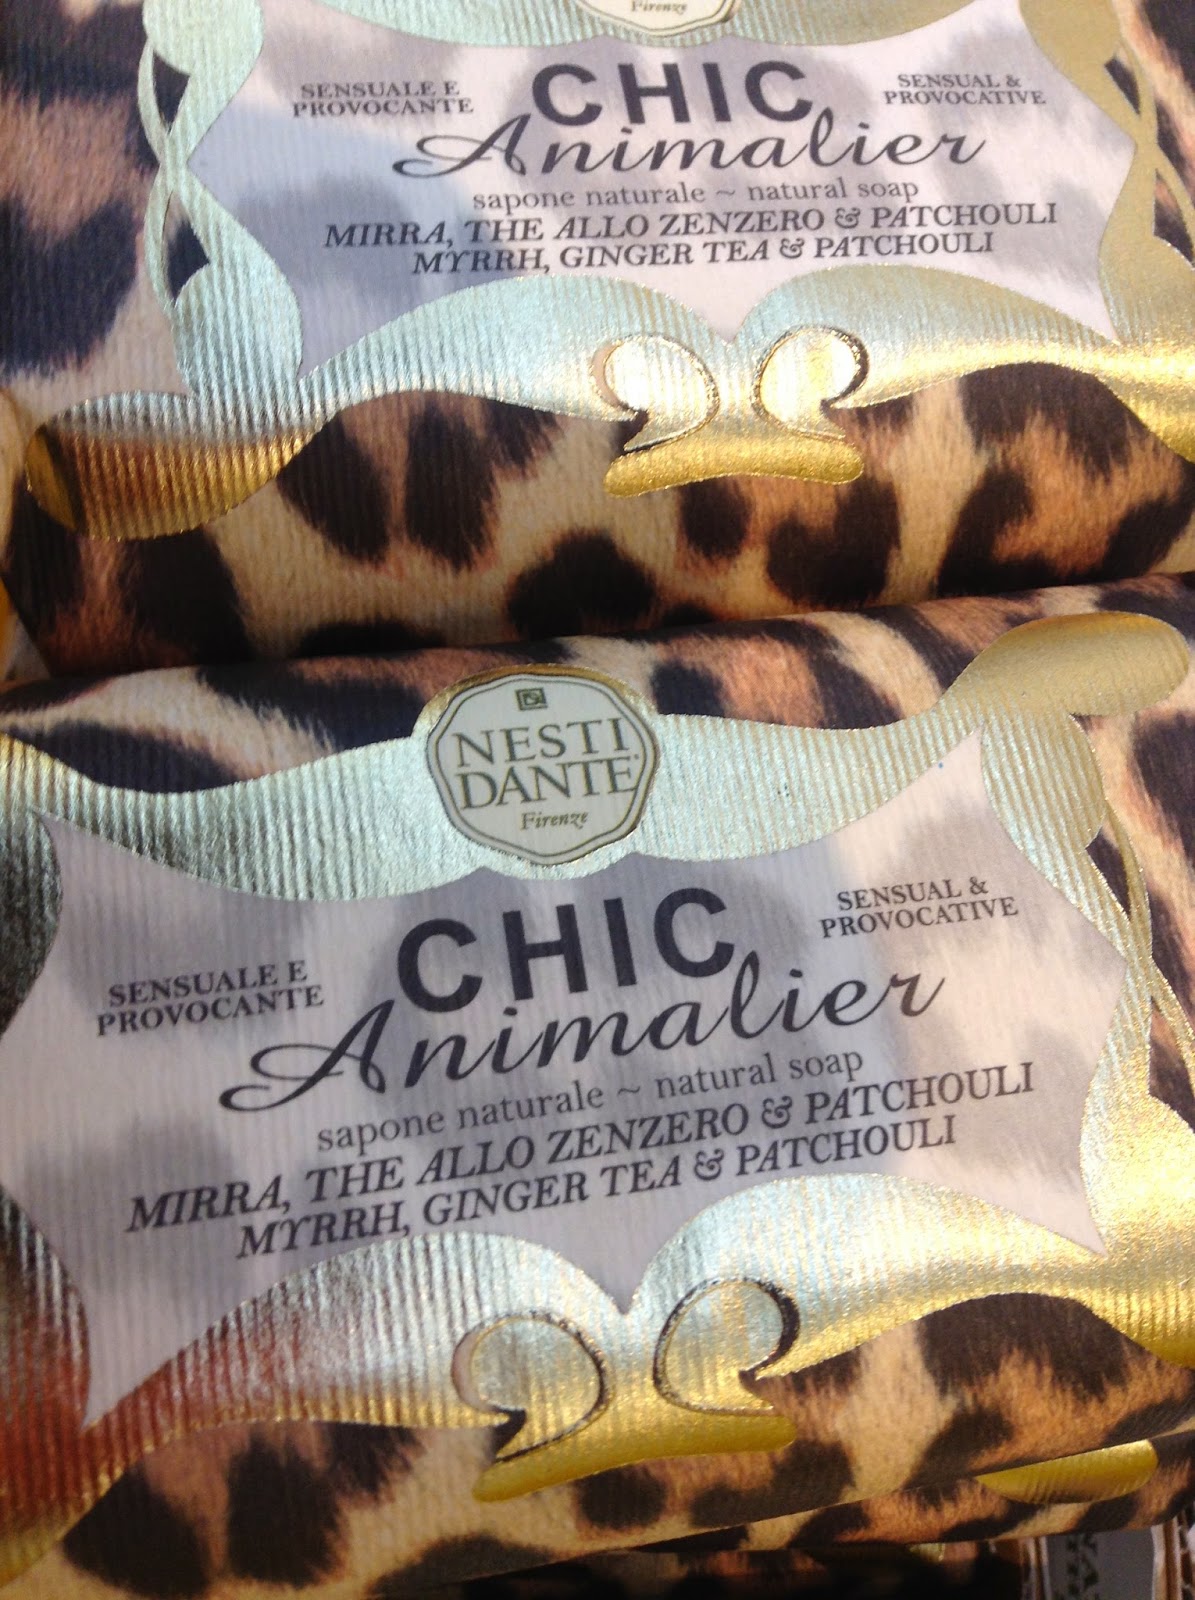 Firenze
SENSUALE E
PROVOCANTE
CHIC
SENSUAL &
PROVOCATIVE
Animalier
sapone naturale ~ natural soap
MIRRA, THE ALLO ZENZERO & PATCHOULI
MYRRH, GINGER TEA & PATCHOULI
NESTI
DANTE
Firenze
SENSUALE E
PROVOCANTE
CHIC
SENSUAL &
PROVOCATIVE
Animalier
sapone naturale ~ natural soap
MIRRA, THE ALLO ZENZERO & PATCHOULI
MYRRH, GINGER TEA & PATCHOULI